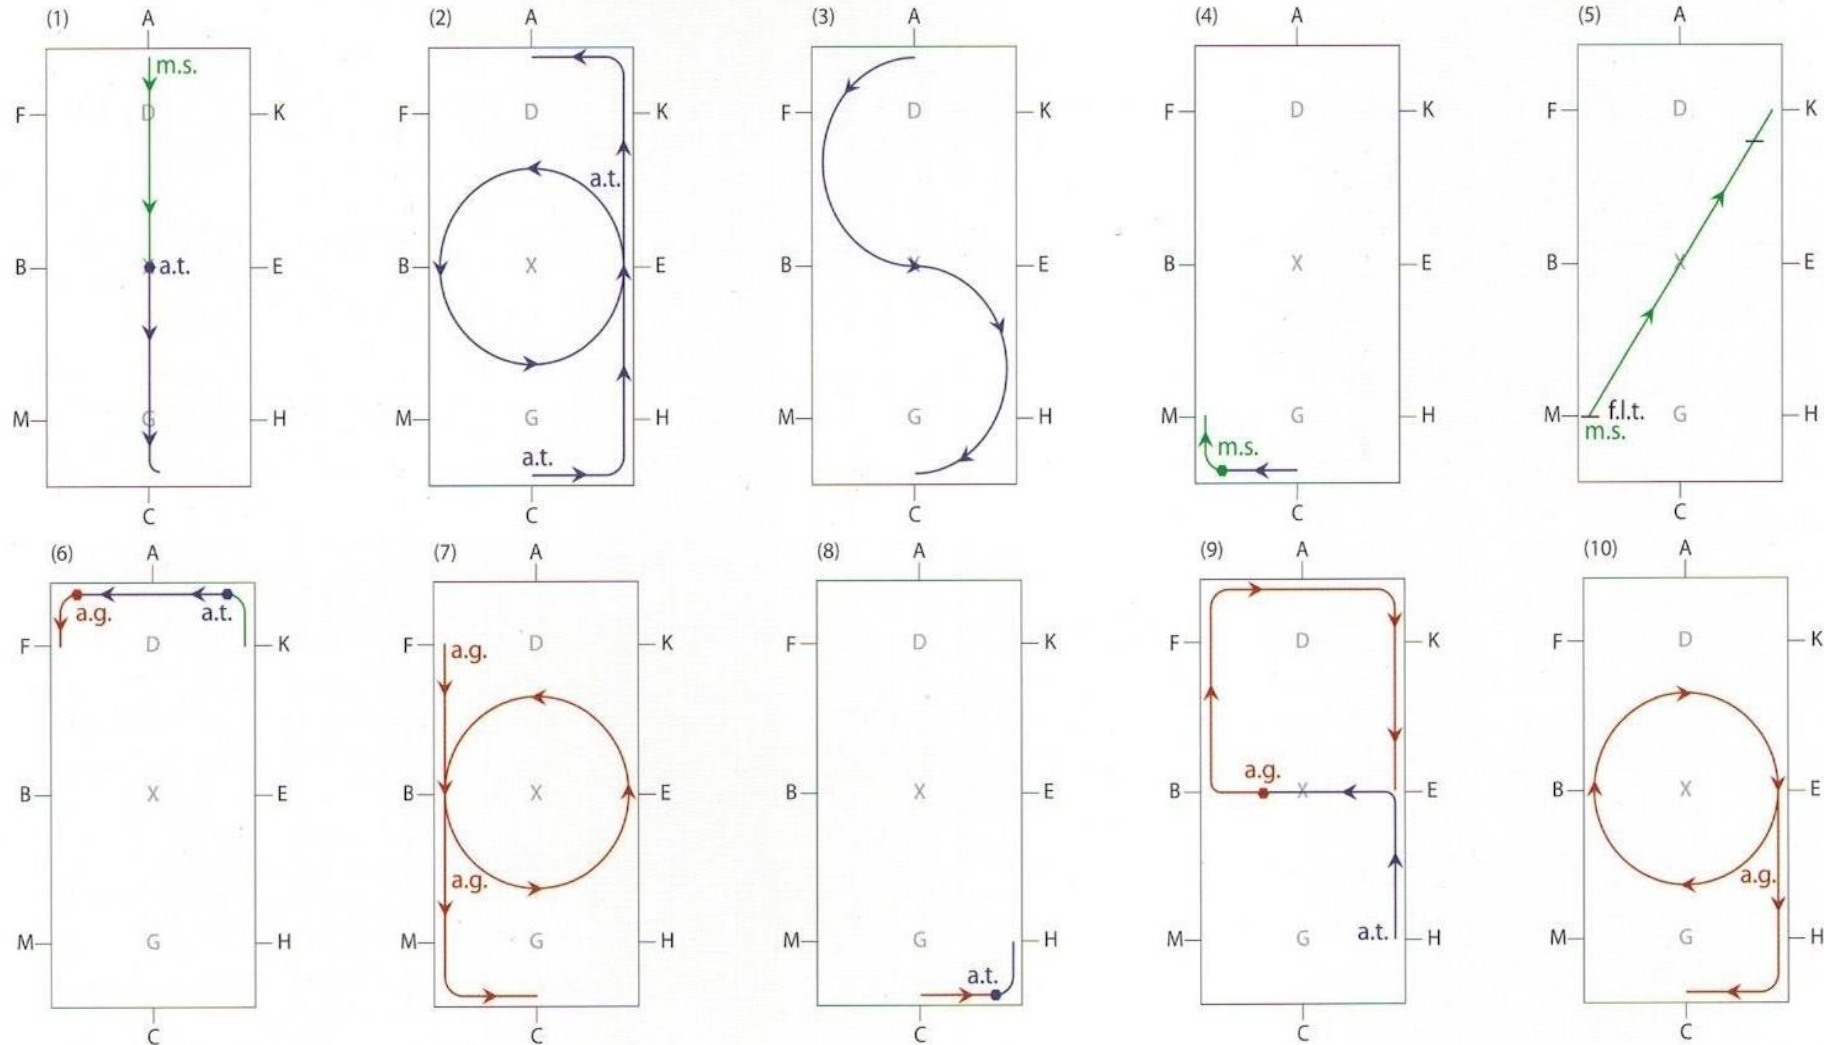 (1) A
m.s.
F D K
B X a.t. E
M G H
C
(2) A
F D K
a.t.
B X E
M G H
a.t.
C
(3) A
F D K
B X E
M G H
C
(4) A
F D K
B X E
M G H
m.s.
C
(5) A
F D K
B X E
M f.l.t. G H
m.s.
C
(6) A
a.g. a.t.
F D K
B X E
M G H
C
(7) A
F a.g. D K
B X E
a.g.
M G H
C
(8) A
F D K
B X E
M G H
a.t.
C
(9) A
F D K
a.g.
B X E
M G a.t. H
C
(10) A
F D K
B X E
a.g.
M G H
C